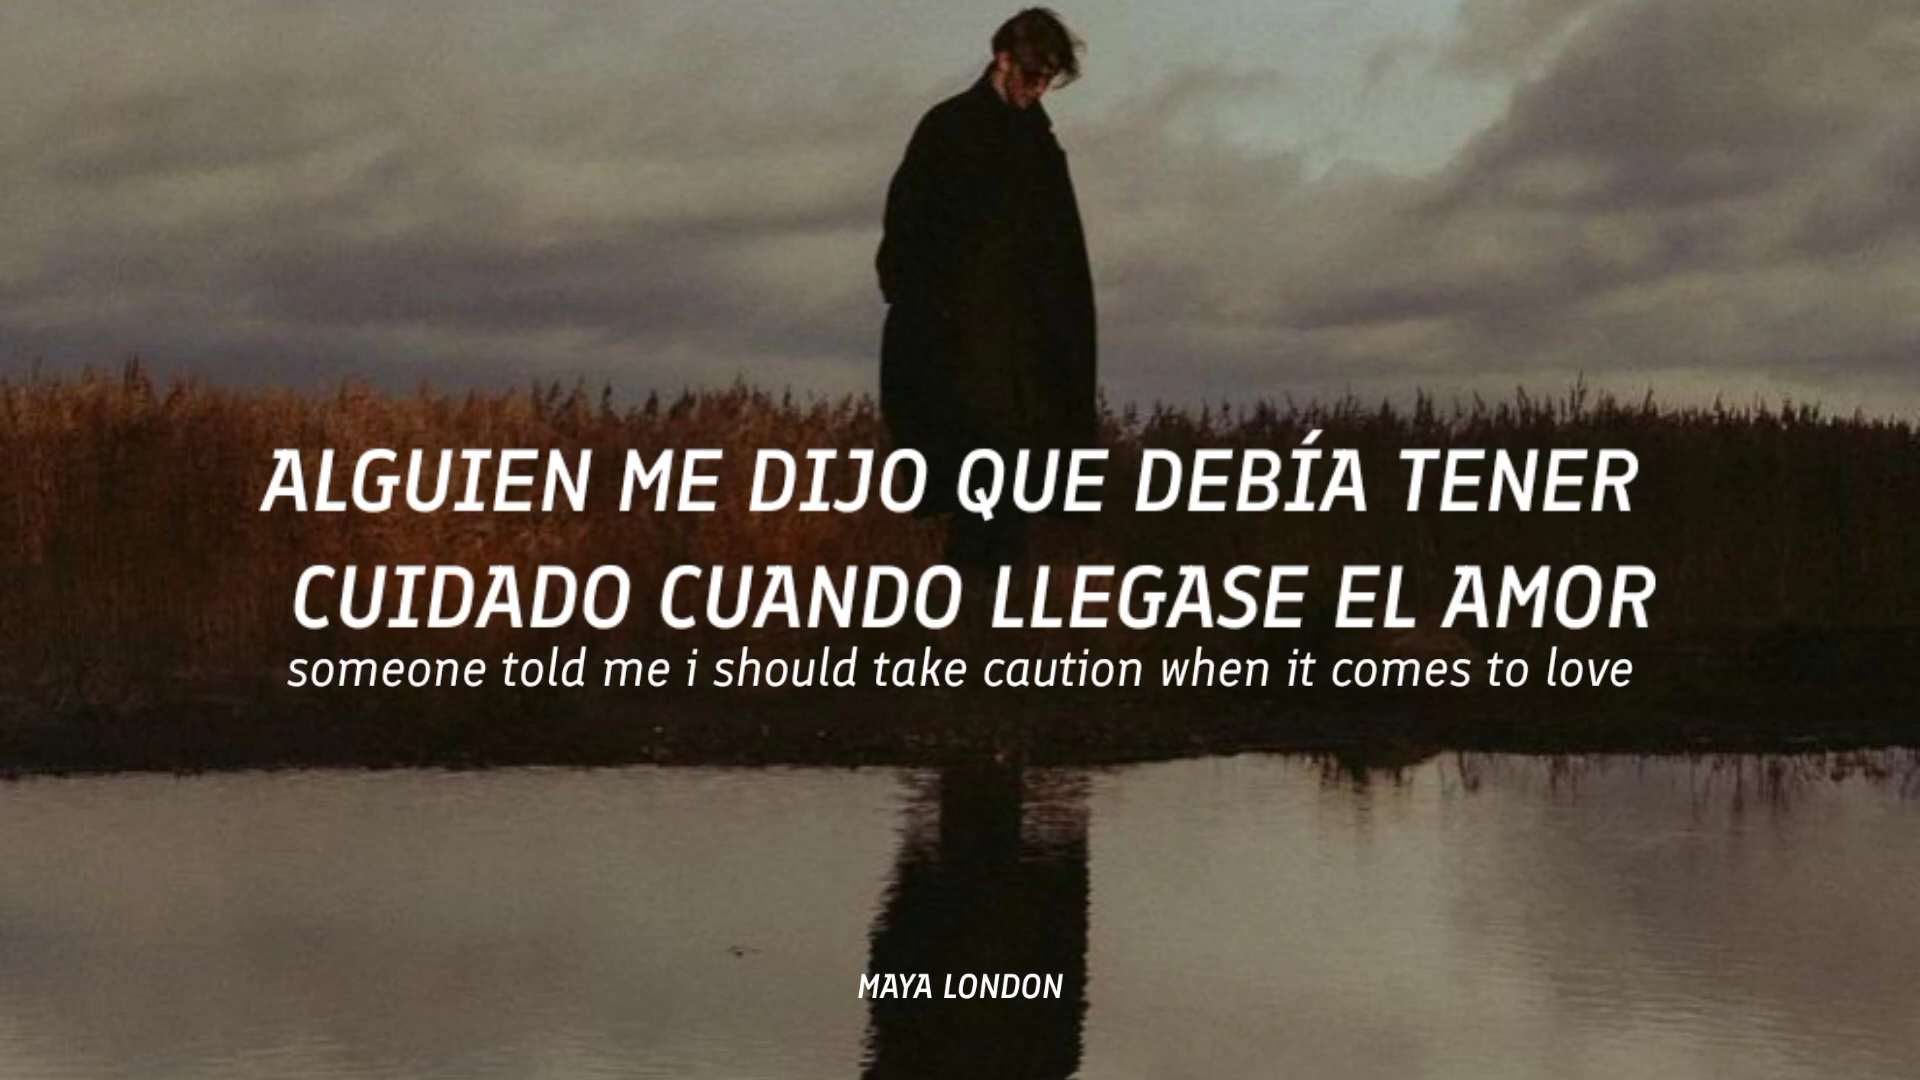 ALGUIEN ME DIJO QUE DEBÍA TENER
CUIDADO CUANDO LLEGASE EL AMOR
someone told me i should take caution when it comes to love
MAYA LONDON